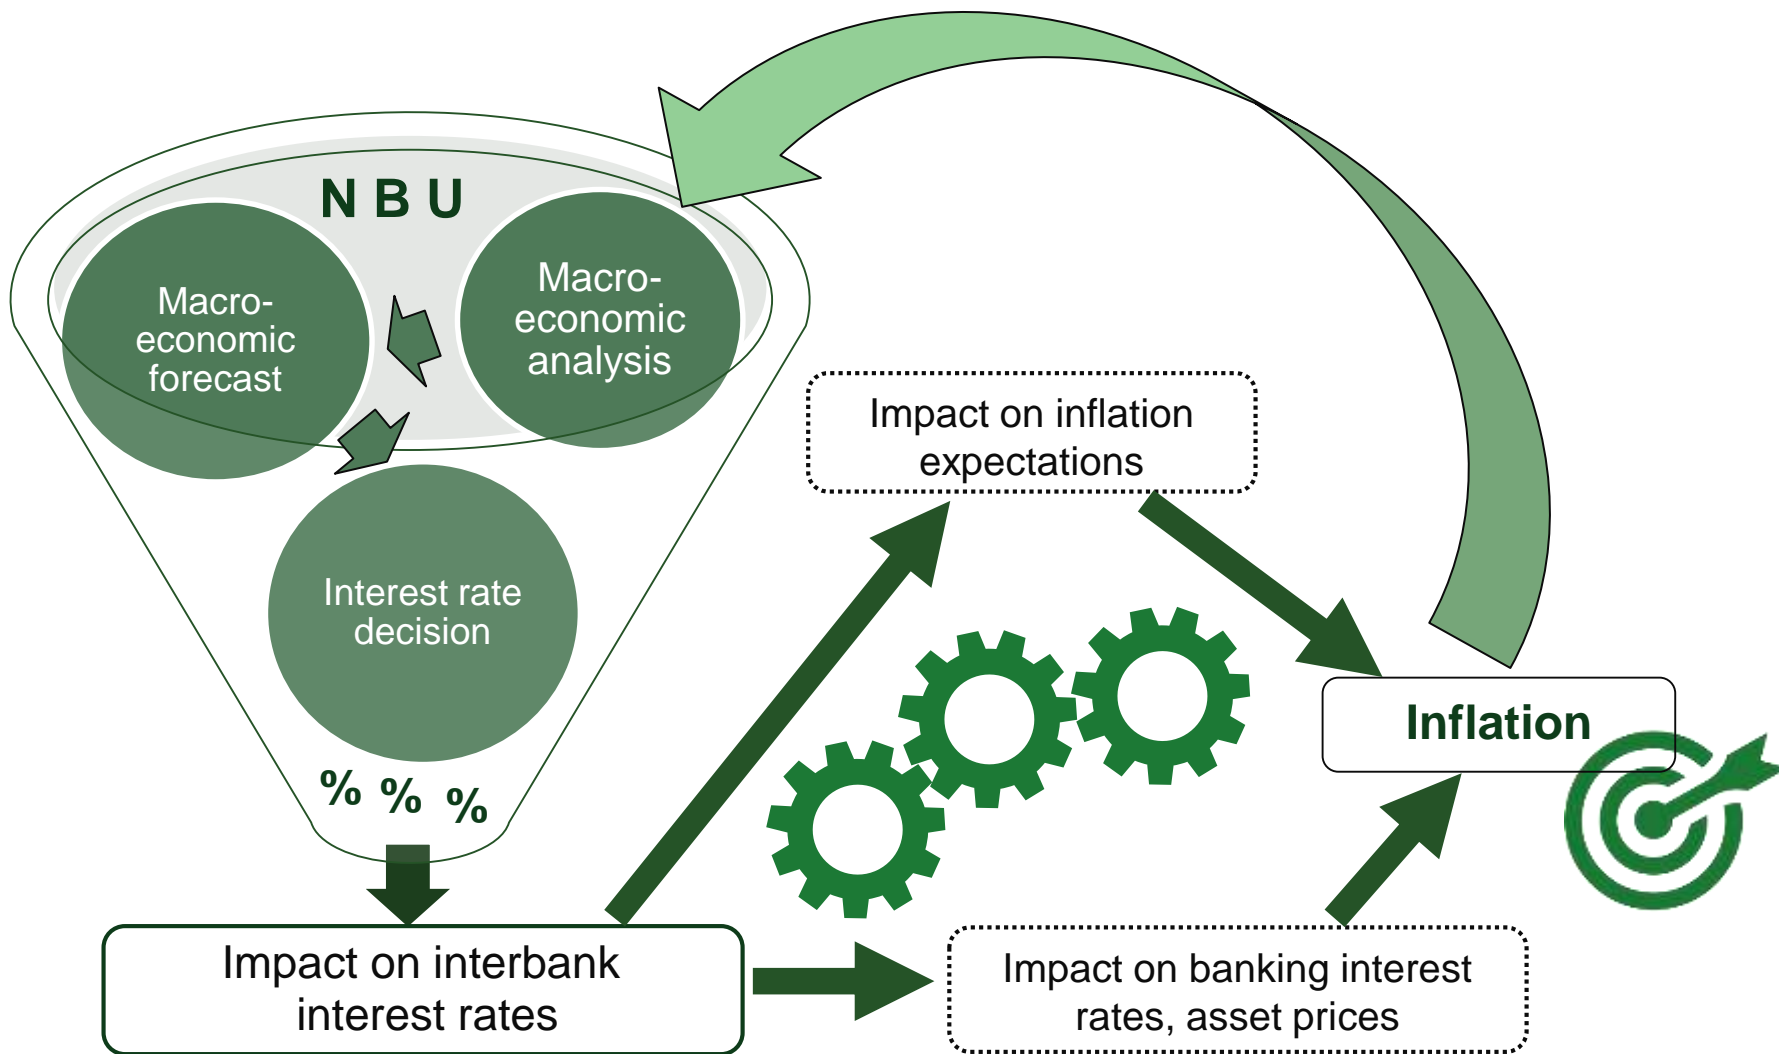 N B U
Macro-
economic
forecast
Macro-
economic
analysis
Interest rate
decision
% % %
Impact on inflation
expectations
Inflation
Impact on interbank
interest rates
Impact on banking interest
rates, asset prices